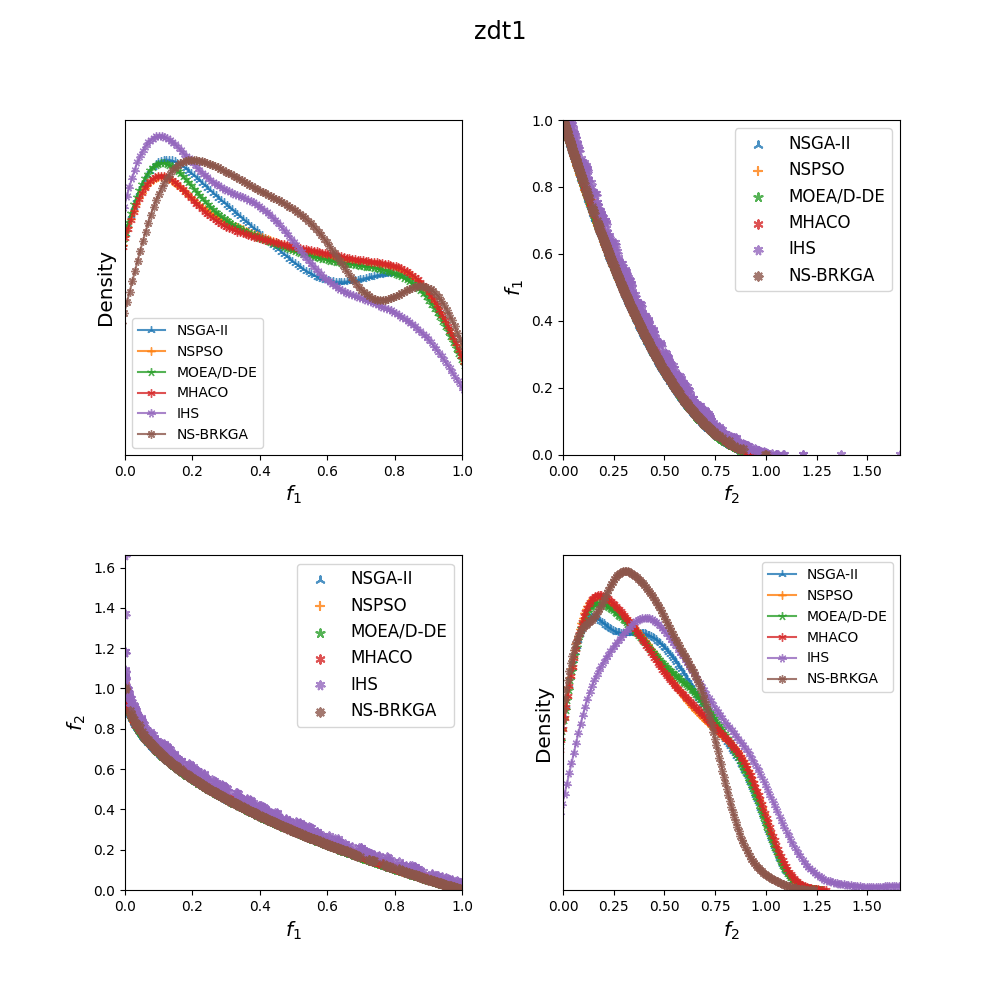 zdt1
Density
NSGA-II
NSPSO
MOEA/D-DE
MHACO
IHS
NS-BRKGA
0.0 0.2 0.4 0.6 0.8 1.0
f1
f1
1.0
0.8
0.6
0.4
0.2
0.0
NSGA-II
NSPSO
MOEA/D-DE
MHACO
IHS
NS-BRKGA
0.00 0.25 0.50 0.75 1.00 1.25 1.50
f2
f2
1.6
1.4
1.2
1.0
0.8
0.6
0.4
0.2
0.0
NSGA-II
NSPSO
MOEA/D-DE
MHACO
IHS
NS-BRKGA
0.0 0.2 0.4 0.6 0.8 1.0
f1
Density
NSGA-II
NSPSO
MOEA/D-DE
MHACO
IHS
NS-BRKGA
0.00 0.25 0.50 0.75 1.00 1.25 1.50
f2